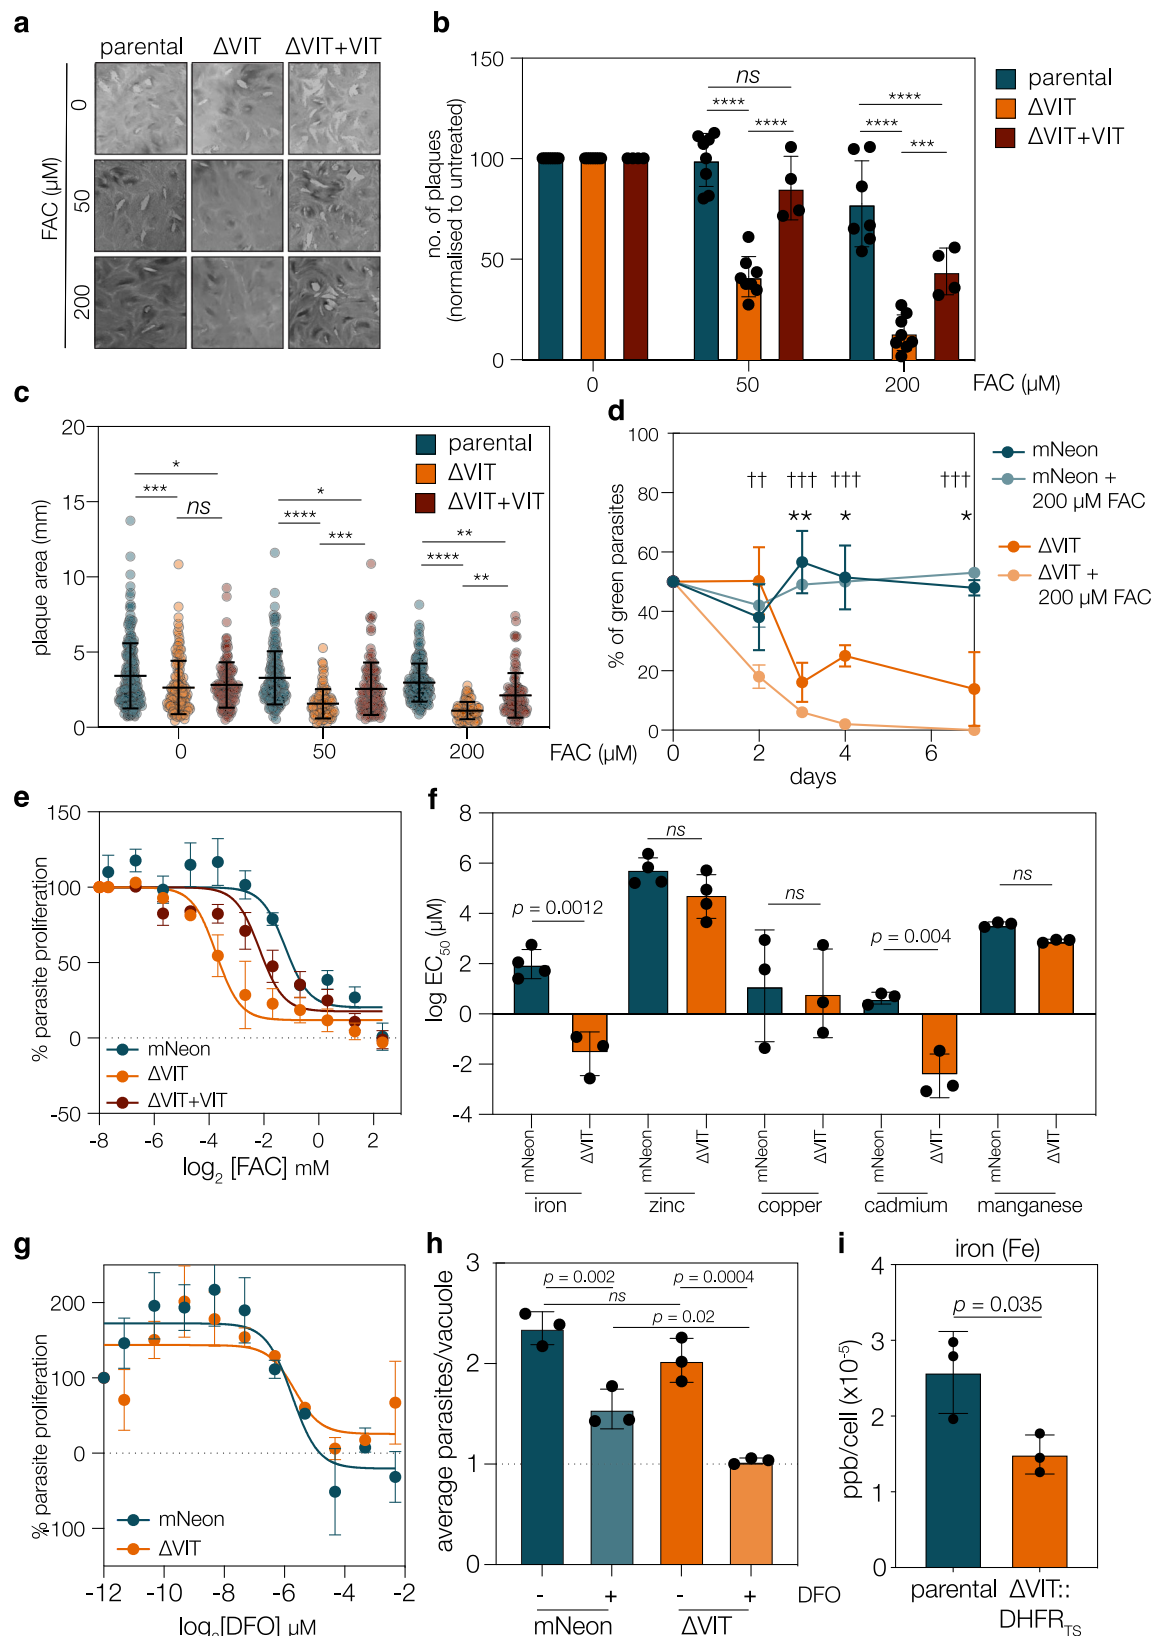 a
parental ΔVIT ΔVIT+VIT
FAC (µM)
0
50
200
b
no. of plaques
(normalised to untreated)
150
100
50
0
ns
**** ****
****
**** ***
0 50 200 FAC (µM)
parental
ΔVIT
ΔVIT+VIT
c
plaque area (mm)
20
15
10
5
0
parental
ΔVIT
ΔVIT+VIT
*
***
ns
*
****
***
**
****
**
0 50 200 FAC (µM)
d
% of green parasites
100
80
60
40
20
0
†† ††† ††† †††
** * *
0 2 4 6
days
mNeon
mNeon +
200 µM FAC
ΔVIT
ΔVIT +
200 µM FAC
e
% parasite proliferation
150
100
50
0
-50
mNeon
ΔVIT
ΔVIT+VIT
-8 -6 -4 -2 0 2
log2 [FAC] mM
f
log EC50 (µM)
8
6
4
2
0
-2
-4
p = 0.0012
ns
ns
p = 0.004
ns
mNeon ΔVIT mNeon ΔVIT mNeon ΔVIT mNeon ΔVIT mNeon ΔVIT
iron zinc copper cadmium manganese
g
% parasite proliferation
200
100
0
-100
mNeon
ΔVIT
-12 -10 -8 -6 -4 -2
log2[DFO] µM
h
average parasites/vacuole
3
2
1
0
p = 0.002 p = 0.0004
ns
p = 0.02
- + - + DFO
mNeon ΔVIT
i
iron (Fe)
ppb/cell (x10-5)
4
3
2
1
0
p = 0.035
parental ΔVIT::
DHFRTS